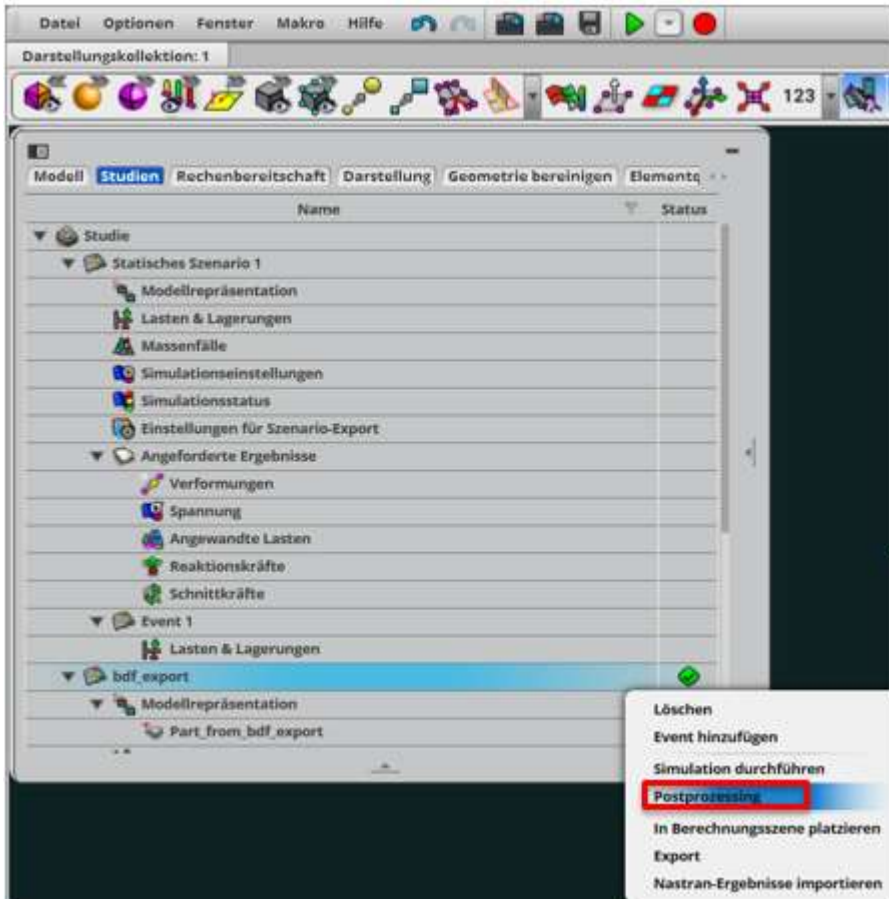 Datei Optionen Fenster Makro Hilfe
Darstellungskollektion: 1
123
Modell Studien Rechenbereitschaft Darstellung Geometrie bereinigen Elementq
Name Status
Studie
Statisches Szenario 1
Modellrepräsentation
Lasten & Lagerungen
Massenfälle
Simulationseinstellungen
Simulationsstatus
Einstellungen für Szenario-Export
Angeforderte Ergebnisse
Verformungen
Spannung
Angewandte Lasten
Reaktionskräfte
Schnittkräfte
Event 1
Lasten & Lagerungen
bdf_export
Modellrepräsentation
Part_from_bdf_export
Löschen
Event hinzufügen
Simulation durchführen
Postprozessing
In Berechnungsszene platzieren
Export
Nastran-Ergebnisse importieren